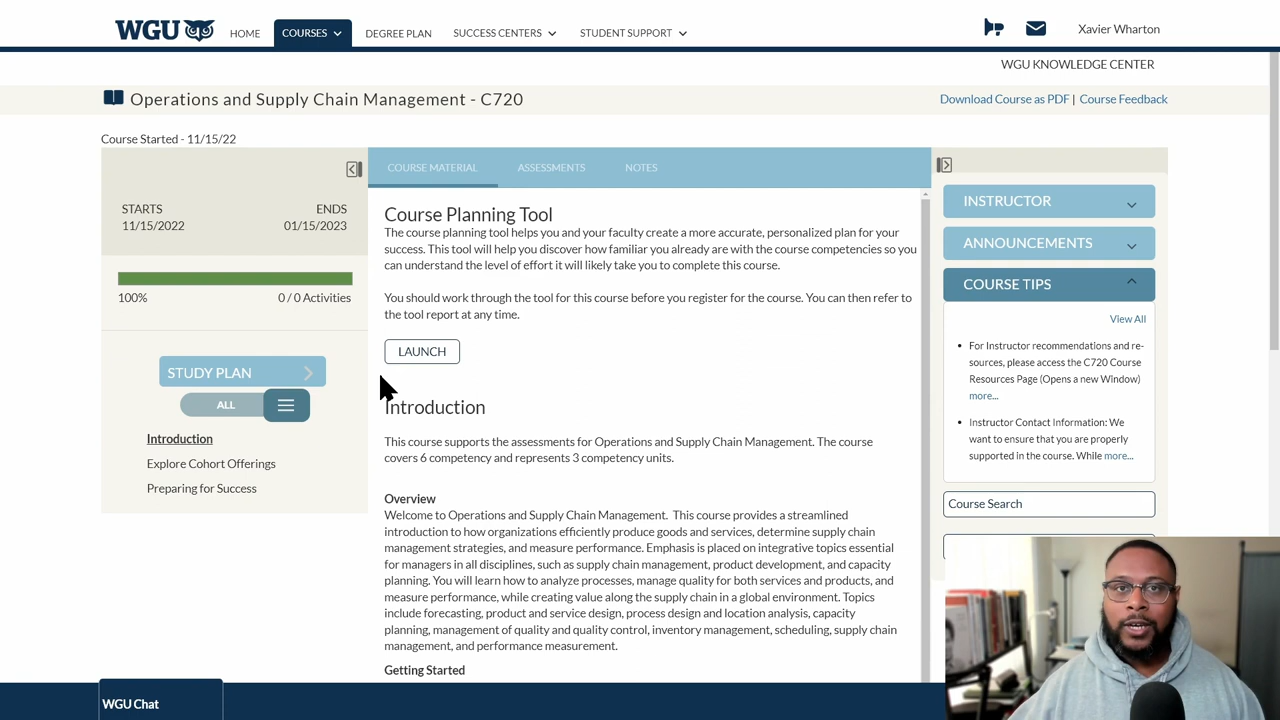 WGU
HOME
COURSES
DEGREE PLAN
SUCCESS CENTERS
STUDENT SUPPORT
Xavier Wharton
WGU KNOWLEDGE CENTER
Operations and Supply Chain Management - C720
Download Course as PDF | Course Feedback
Course Started - 11/15/22
STARTS
11/15/2022
ENDS
01/15/2023
100%
0 / 0 Activities
STUDY PLAN
ALL
Introduction
Explore Cohort Offerings
Preparing for Success
COURSE MATERIAL
ASSESSMENTS
NOTES
Course Planning Tool
The course planning tool helps you and your faculty create a more accurate, personalized plan for your
success. This tool will help you discover how familiar you already are with the course competencies so you
can understand the level of effort it will likely take you to complete this course.
You should work through the tool for this course before you register for the course. You can then refer to
the tool report at any time.
LAUNCH
Introduction
This course supports the assessments for Operations and Supply Chain Management. The course
covers 6 competency and represents 3 competency units.
Overview
Welcome to Operations and Supply Chain Management. This course provides a streamlined
introduction to how organizations efficiently produce goods and services, determine supply chain
management strategies, and measure performance. Emphasis is placed on integrative topics essential
for managers in all disciplines, such as supply chain management, product development, and capacity
planning. You will learn how to analyze processes, manage quality for both services and products, and
measure performance, while creating value along the supply chain in a global environment. Topics
include forecasting, product and service design, process design and location analysis, capacity
planning, management of quality and quality control, inventory management, scheduling, supply chain
management, and performance measurement.
Getting Started
INSTRUCTOR
ANNOUNCEMENTS
COURSE TIPS
View All
For Instructor recommendations and re-
sources, please access the C720 Course
Resources Page (Opens a new Window)
more...
Instructor Contact Information: We
want to ensure that you are properly
supported in the course. While more...
Course Search
WGU Chat